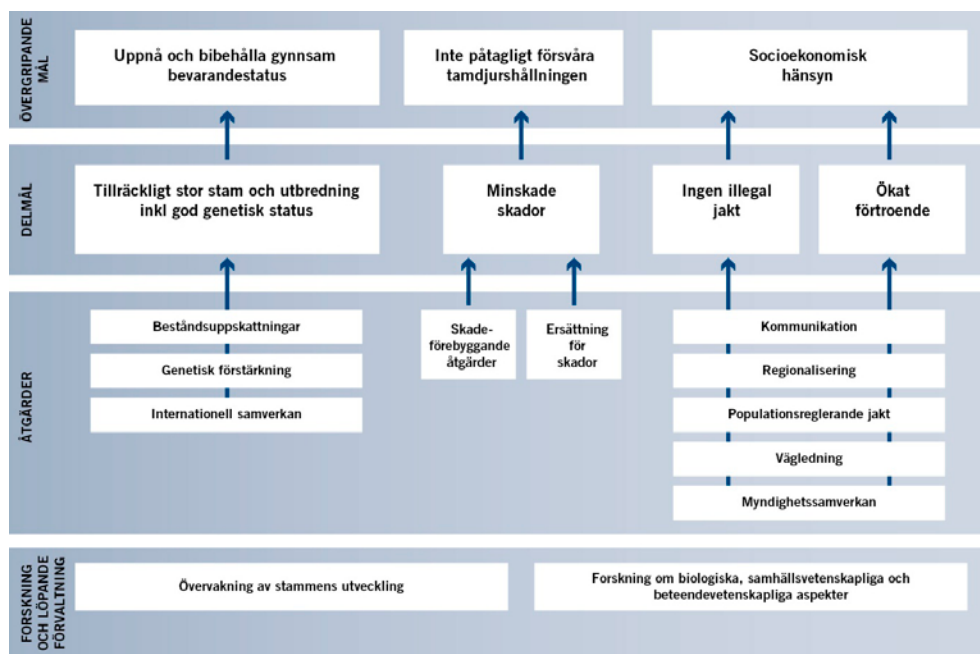 ÖVERGRIPANDE
MÅL
Uppnå och bibehålla gynnsam
bevarandestatus
Inte påtagligt försvåra
tamdjurshållningen
Socioekonomisk
hänsyn
DELMÅL
Tillräckligt stor stam och utbredning
inkl god genetisk status
Minskade
skador
Ingen illegal
jakt
Ökat
förtroende
ÅTGÄRDER
Beståndsuppskattningar
Genetisk förstärkning
Internationell samverkan
Skade-
förebyggande
åtgärder
Ersättning
för
skador
Kommunikation
Regionalisering
Populationsreglerande jakt
Vägledning
Myndighetssamverkan
FORSKNING
OCH LÖPANDE
FÖRVALTNING
Övervakning av stammens utveckling
Forskning om biologiska, samhällsvetenskapliga och
beteendevetenskapliga aspekter